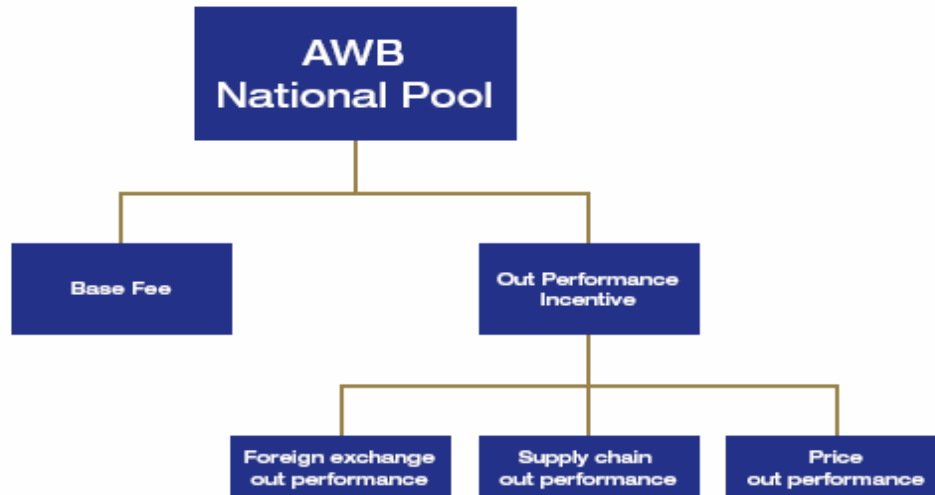 AWB
National Pool
Base Fee
Out Performance
Incentive
Foreign exchange
out performance
Supply chain
out performance
Price
out performance